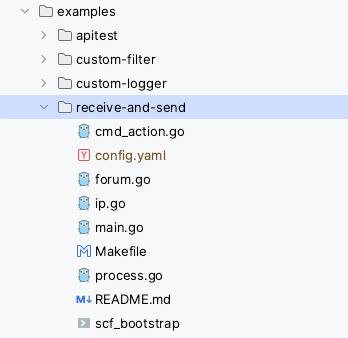 examples
apitest
custom-filter
custom-logger
receive-and-send
cmd_action.go
Y config.yaml
forum.go
ip.go
main.go
Makefile
process.go
M↓ README.md
scf_bootstrap